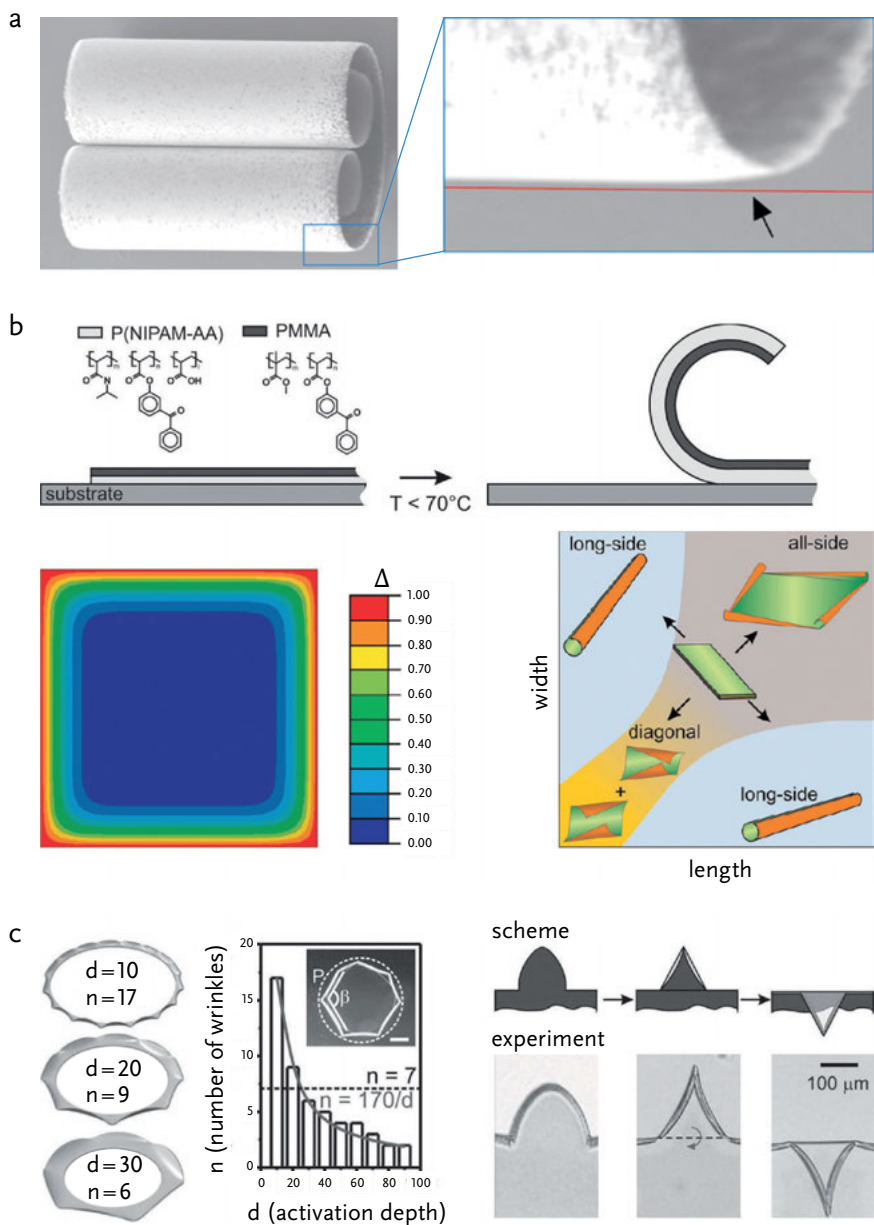 a
b
P(NIPAM-AA) PMMA
m n l m n
O N O O O OH O O O O
O O
substrate
T < 70°C
Δ
1.00
0.90
0.80
0.70
0.60
0.50
0.40
0.30
0.20
0.10
0.00
long-side
all-side
width
diagonal
+
long-side
length
c
d=10
n=17
d=20
n=9
d=30
n=6
n (number of wrinkles)
20
15
10
5
0
P
β
n = 7
n = 170/d
0 20 40 60 80 100
d (activation depth)
scheme
experiment
100 μm